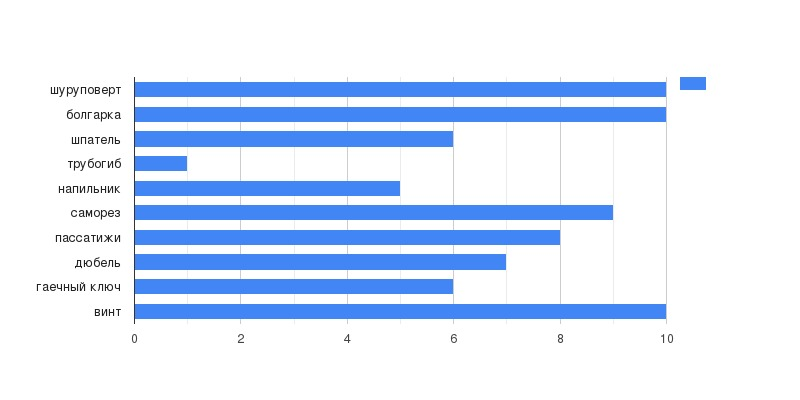 шуруповерт
болгарка
шпатель
трубогиб
напильник
саморез
пассатижи
дюбель
гаечный ключ
винт
0 2 4 6 8 10